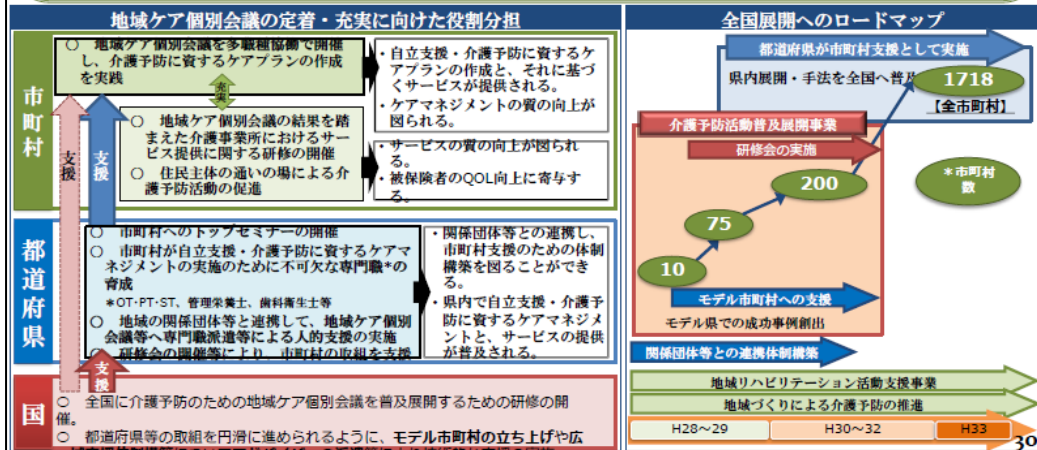 地域ケア個別会議の定着・充実に向けた役割分担
市町村
○ 地域ケア個別会議を多職種協働で開催
し、介護予防に資するケアプランの作成
を実践
充実
○ 地域ケア個別会議の結果を踏
まえた介護事業所におけるサー
ビス提供に関する研修の開催
○ 住民主体の通いの場による介
護予防活動の促進
・自立支援・介護予防に資するケ
アプランの作成と、それに基づ
くサービスが提供される。
・ケアマネジメントの質の向上が
図られる。
・サービスの質の向上が図られ
る。
・被保険者のQOL向上に寄与す
る。
支援
支援
都道府県
○ 市町村へのトップセミナーの開催
○ 市町村が自立支援・介護予防に資するケアマ
ネジメントの実施のために不可欠な専門職*の
育成
*OT・PT・ST、管理栄養士、歯科衛生士等
○ 地域の関係団体等と連携して、地域ケア個別
会議等へ専門職派遣等による人的支援の実施
○ 研修会の開催等により、市町村の取組を支援
・関係団体等との連携し、
市町村支援のための体制
構築を図ることができ
る。
・県内で自立支援・介護予
防に資するケアマネジメ
ントと、サービスの提供
が普及される。
支援
国
○ 全国に介護予防のための地域ケア個別会議を普及展開するための研修の開
催。
○ 都道府県等の取組を円滑に進められるように、モデル市町村の立ち上げや広
全国展開へのロードマップ
都道府県が市町村支援として実施
県内展開・手法を全国へ普及
1718
【全市町村】
介護予防活動普及展開事業
研修会の実施
200
*市町村
数
75
10
モデル市町村への支援
モデル県での成功事例創出
関係団体等との連携体制構築
地域リハビリテーション活動支援事業
地域づくりによる介護予防の推進
H28～29
H30～32
H33
30